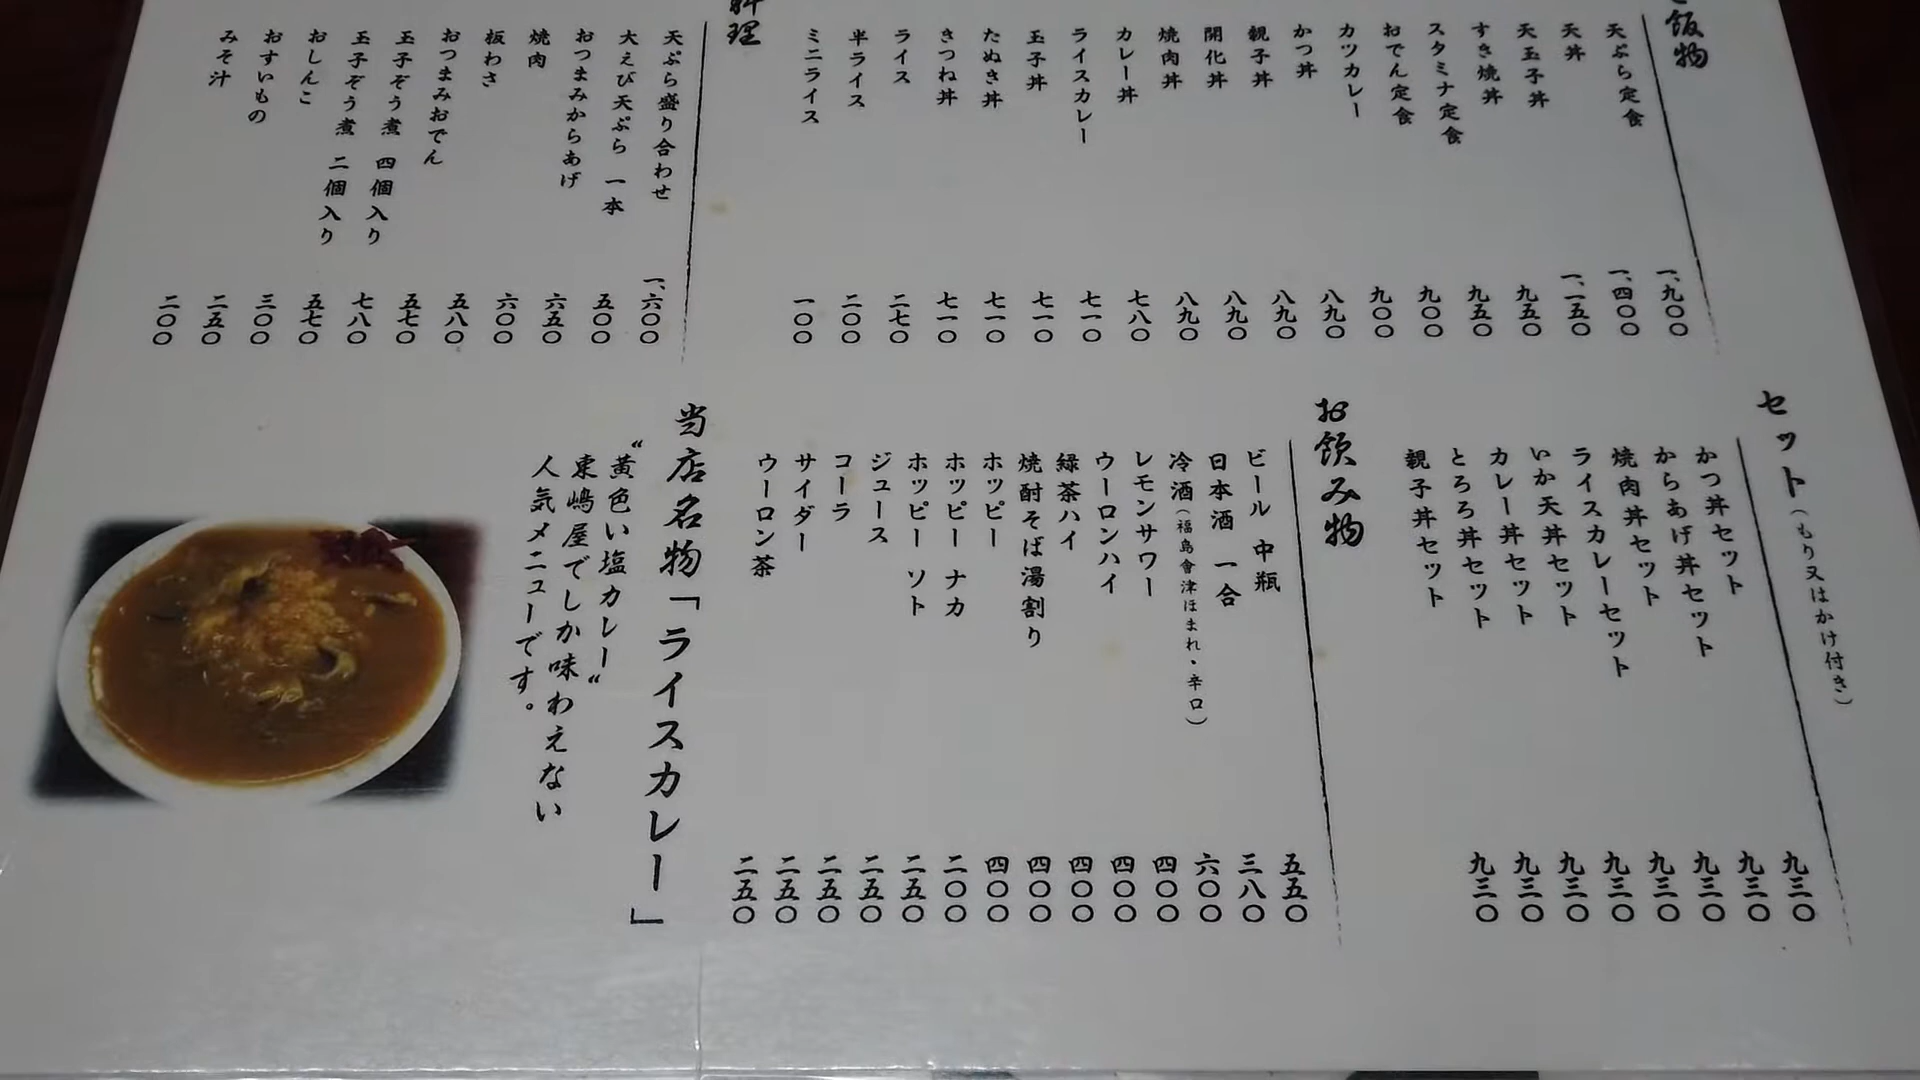 飯物
天ぷら定食 一、九〇〇
天丼 一、四〇〇
天玉子丼 一、一五〇
すき焼丼 九五〇
スタミナ定食 九五〇
おでん定食 九〇〇
カツカレー 九〇〇
かつ丼 八九〇
親子丼 八九〇
開化丼 八九〇
焼肉丼 八九〇
カレー丼 七八〇
ライスカレー 七一〇
玉子丼 七一〇
たぬき丼 七一〇
きつね丼 七一〇
ライス 二七〇
半ライス 二〇〇
ミニライス 一〇〇
料理
天ぷら盛り合わせ 一、六〇〇
大えび天ぷら 一本 五〇〇
おつまみからあげ 六五〇
焼肉 六〇〇
板わさ 五八〇
おつまみおでん 五七〇
玉子ぞう煮 四個入り 七八〇
玉子ぞう煮 二個入り 五七〇
おしんこ 三〇〇
おすいもの 二五〇
みそ汁 二〇〇
セット（もり又はかけ付き）
かつ丼セット 九三〇
からあげ丼セット 九三〇
焼肉丼セット 九三〇
ライスカレーセット 九三〇
いか天丼セット 九三〇
カレー丼セット 九三〇
とろろ丼セット 九三〇
親子丼セット 九三〇
お飲み物
ビール 中瓶 五五〇
日本酒 一合 三八〇
冷酒（福島會津ほまれ・辛口） 六〇〇
レモンサワー 四〇〇
ウーロンハイ 四〇〇
緑茶ハイ 四〇〇
焼酎そば湯割り 四〇〇
ホッピー 四〇〇
ホッピー ナカ 二〇〇
ホッピー ソト 二五〇
ジュース 二五〇
コーラ 二五〇
サイダー 二五〇
ウーロン茶 二五〇
当店名物「ライスカレー」
“黄色い塩カレー“
東嶋屋でしか味わえない
人気メニューです。